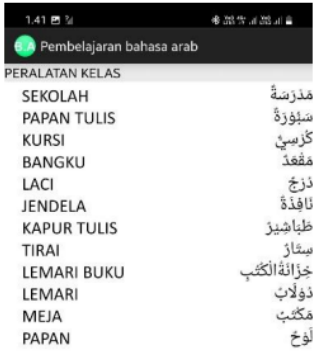 1.41
B.A Pembelajaran bahasa arab
PERALATAN KELAS
SEKOLAH مَدْرَسَةٌ
PAPAN TULIS سَبُّوْرَةٌ
KURSI كُرْسِيٌّ
BANGKU مَقْعَدٌ
LACI دُرْجٌ
JENDELA نَافِذَةٌ
KAPUR TULIS طَبَاشِيْرُ
TIRAI سِتَارٌ
LEMARI BUKU خِزَانَةُالْكُتُبِ
LEMARI دُوْلَابٌ
MEJA مَكْتَبٌ
PAPAN لَوْحٌ